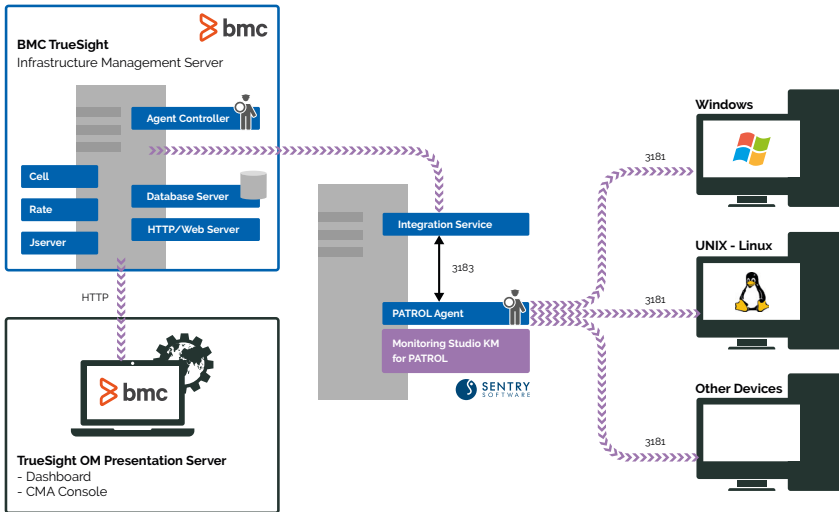 bmc
BMC TrueSight
Infrastructure Management Server
Agent Controller
Cell
Rate
Jserver
Database Server
HTTP/Web Server
HTTP
bmc
TrueSight OM Presentation Server
- Dashboard
- CMA Console
Integration Service
3183
PATROL Agent
Monitoring Studio KM
for PATROL
SENTRY
SOFTWARE
Windows
3181
UNIX - Linux
3181
Other Devices
3181